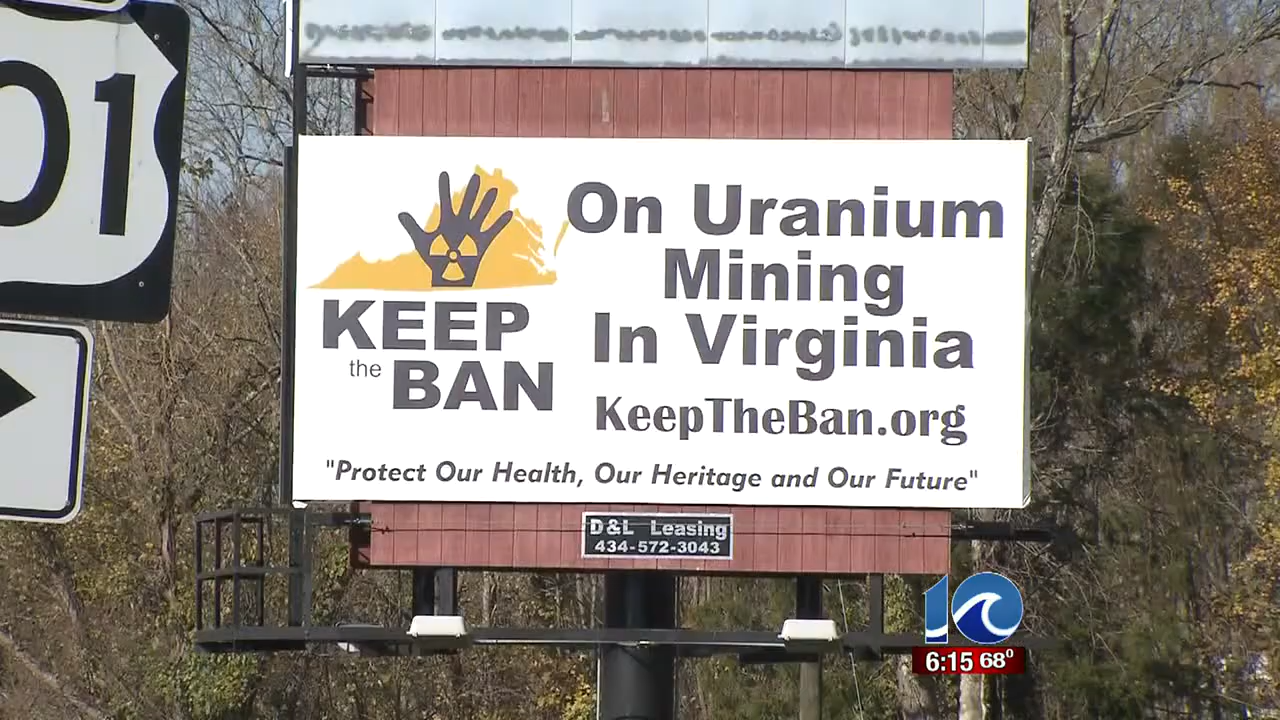 01
KEEP
the BAN
On Uranium
Mining
In Virginia
KeepTheBan.org
"Protect Our Health, Our Heritage and Our Future"
D&L Leasing
434-572-3043
10
6:15 68°